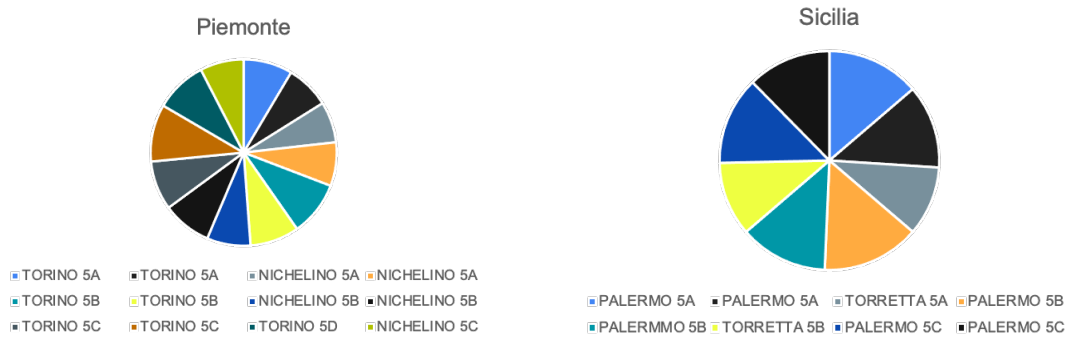 Piemonte
TORINO 5A TORINO 5A NICHELINO 5A NICHELINO 5A
TORINO 5B TORINO 5B NICHELINO 5B NICHELINO 5B
TORINO 5C TORINO 5C TORINO 5D NICHELINO 5C
Sicilia
PALERMO 5A PALERMO 5A TORRETTA 5A PALERMO 5B
PALERMMO 5B TORRETTA 5B PALERMO 5C PALERMO 5C